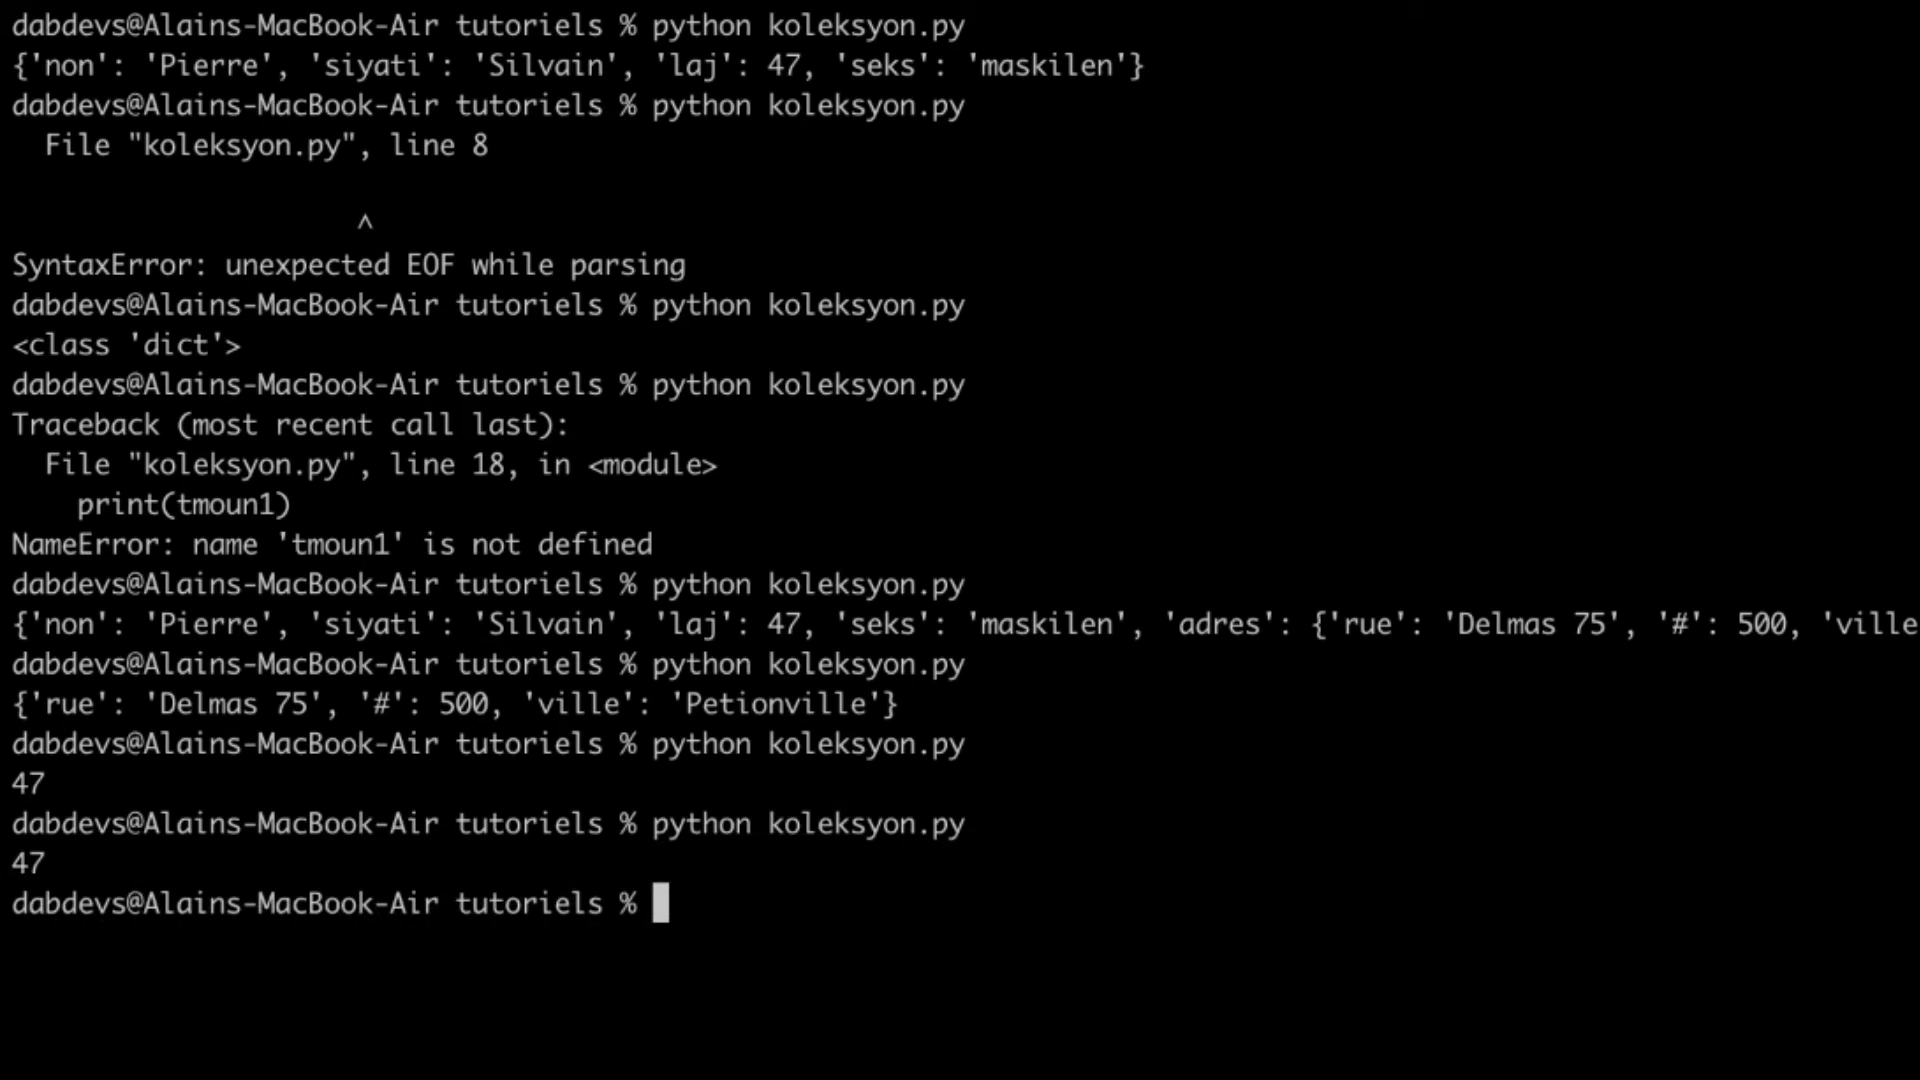 dabdevs@Alains-MacBook-Air tutoriels % python koleksyon.py
{'non': 'Pierre', 'siyati': 'Silvain', 'laj': 47, 'seks': 'maskilen'}
dabdevs@Alains-MacBook-Air tutoriels % python koleksyon.py
  File "koleksyon.py", line 8

                     ^
SyntaxError: unexpected EOF while parsing
dabdevs@Alains-MacBook-Air tutoriels % python koleksyon.py
<class 'dict'>
dabdevs@Alains-MacBook-Air tutoriels % python koleksyon.py
Traceback (most recent call last):
  File "koleksyon.py", line 18, in <module>
    print(tmoun1)
NameError: name 'tmoun1' is not defined
dabdevs@Alains-MacBook-Air tutoriels % python koleksyon.py
{'non': 'Pierre', 'siyati': 'Silvain', 'laj': 47, 'seks': 'maskilen', 'adres': {'rue': 'Delmas 75', '#': 500, 'ville
dabdevs@Alains-MacBook-Air tutoriels % python koleksyon.py
{'rue': 'Delmas 75', '#': 500, 'ville': 'Petionville'}
dabdevs@Alains-MacBook-Air tutoriels % python koleksyon.py
47
dabdevs@Alains-MacBook-Air tutoriels % python koleksyon.py
47
dabdevs@Alains-MacBook-Air tutoriels %